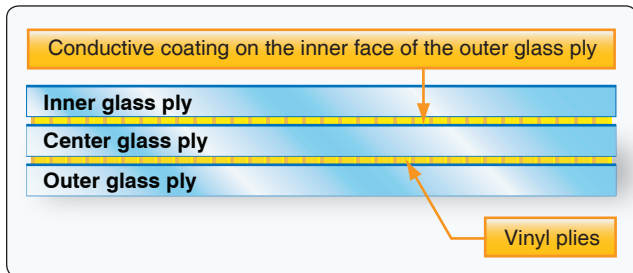 Conductive coating on the inner face of the outer glass ply
Inner glass ply
Center glass ply
Outer glass ply
Vinyl plies